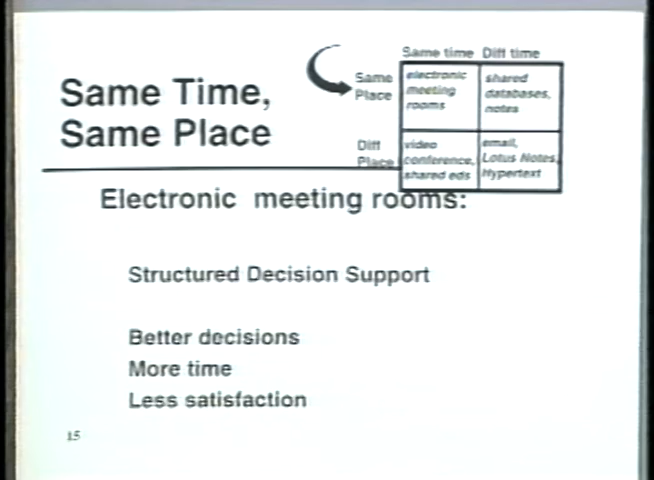 Same Time,
Same Place
Same time Diff time
Same
Place
electronic
meeting
rooms
shared
databases,
notes
Diff
Place
video
conference,
shared eds
email,
Lotus Notes,
Hypertext
Electronic meeting rooms:
Structured Decision Support
Better decisions
More time
Less satisfaction
15